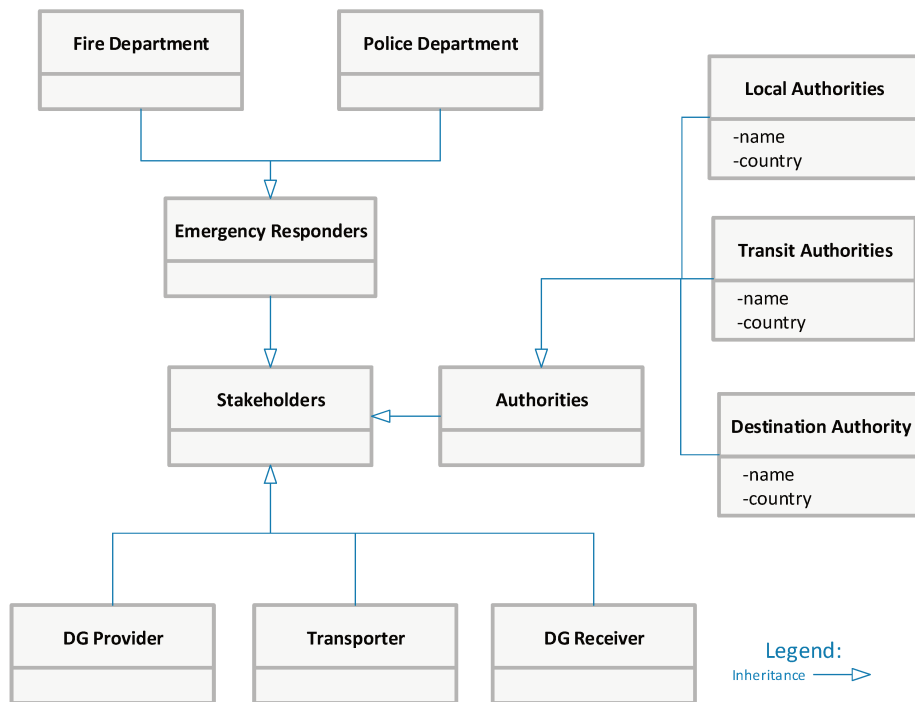 Fire Department
Police Department
Local Authorities
-name
-country
Emergency Responders
Transit Authorities
-name
-country
Stakeholders
Authorities
Destination Authority
-name
-country
DG Provider
Transporter
DG Receiver
Legend:
Inheritance